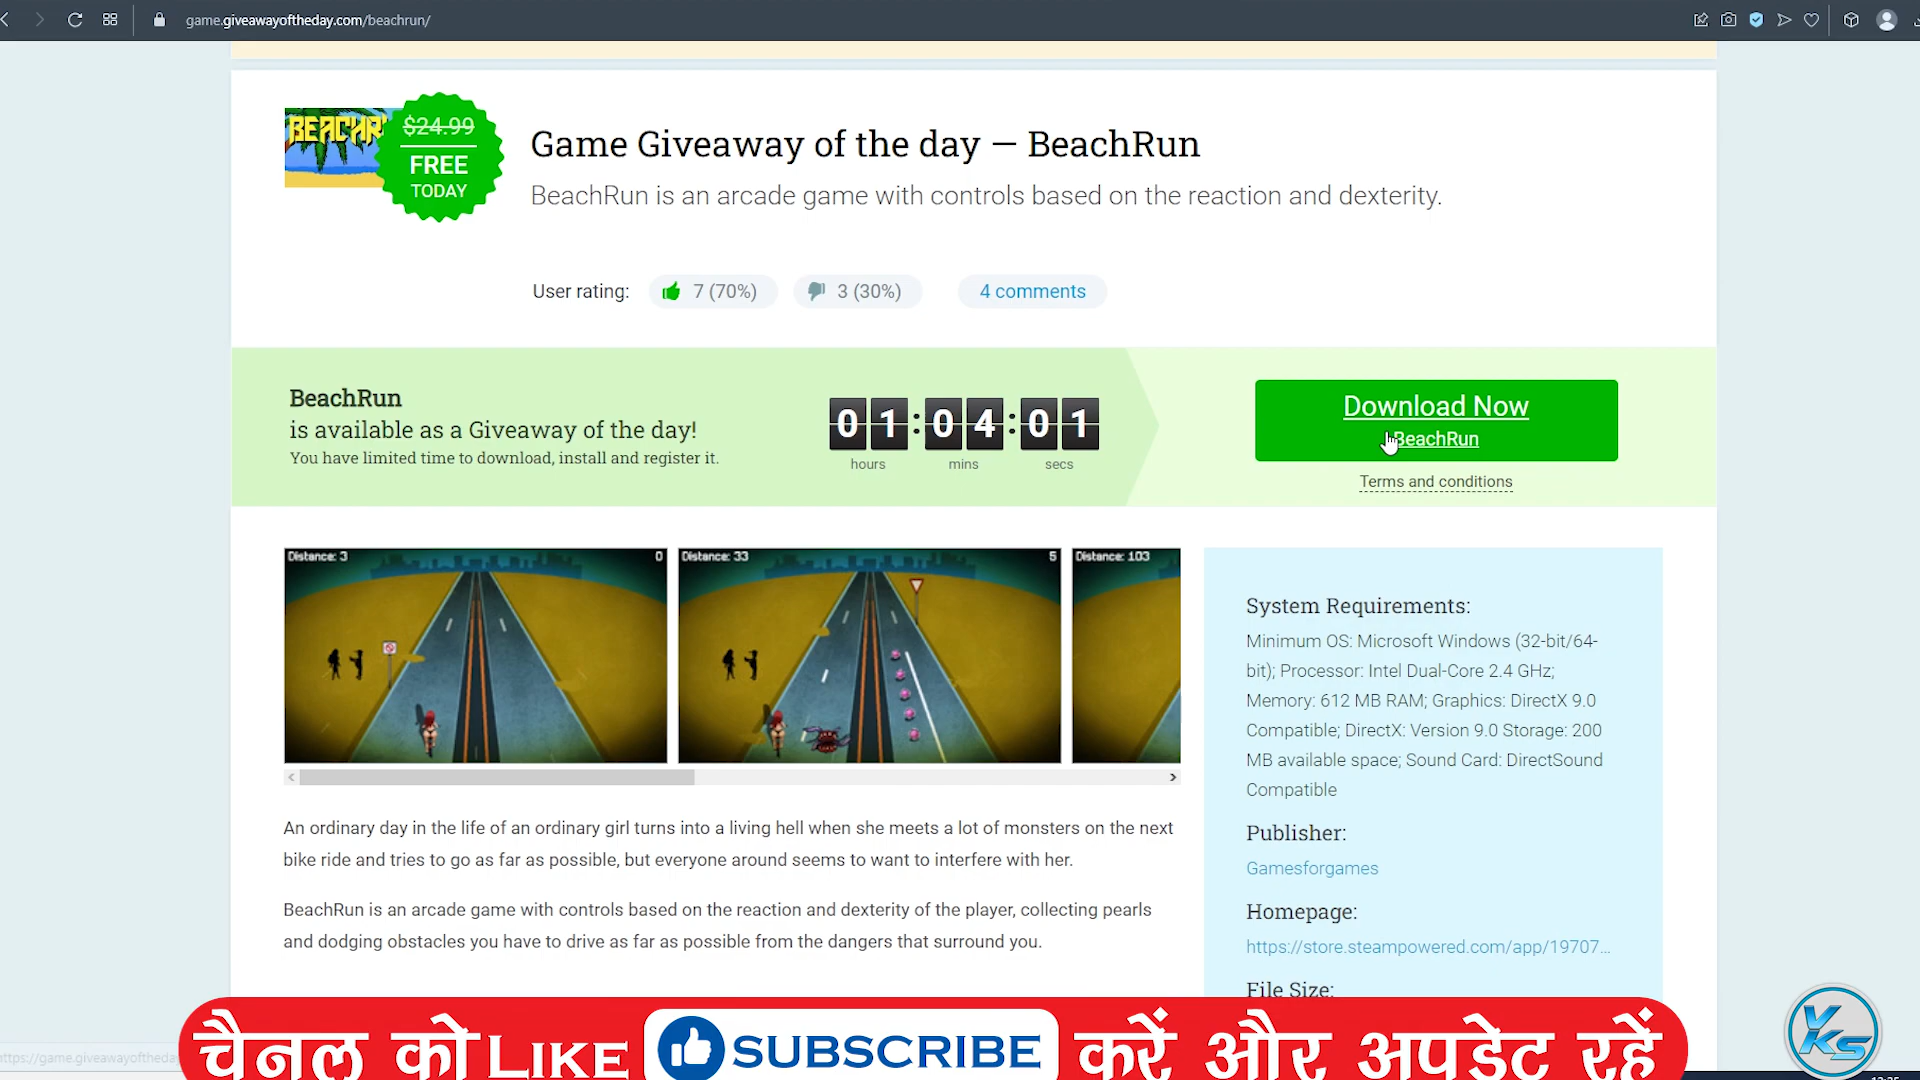 game.giveawayoftheday.com/beachrun/
BEACHR
$24.99
FREE
TODAY
Game Giveaway of the day — BeachRun
BeachRun is an arcade game with controls based on the reaction and dexterity.
User rating:
7 (70%)
3 (30%)
4 comments
BeachRun
is available as a Giveaway of the day!
You have limited time to download, install and register it.
01:04:01
hours mins secs
Download Now
BeachRun
Terms and conditions
Distance: 3 0
Distance: 33 5
Distance: 103
System Requirements:
Minimum OS: Microsoft Windows (32-bit/64-
bit); Processor: Intel Dual-Core 2.4 GHz;
Memory: 612 MB RAM; Graphics: DirectX 9.0
Compatible; DirectX: Version 9.0 Storage: 200
MB available space; Sound Card: DirectSound
Compatible
Publisher:
Gamesforgames
Homepage:
https://store.steampowered.com/app/19707...
File Size:
An ordinary day in the life of an ordinary girl turns into a living hell when she meets a lot of monsters on the next
bike ride and tries to go as far as possible, but everyone around seems to want to interfere with her.
BeachRun is an arcade game with controls based on the reaction and dexterity of the player, collecting pearls
and dodging obstacles you have to drive as far as possible from the dangers that surround you.
चैनल को LIKE SUBSCRIBE करें और अपडेट रहें
https://game.giveawayoftheda
VKS